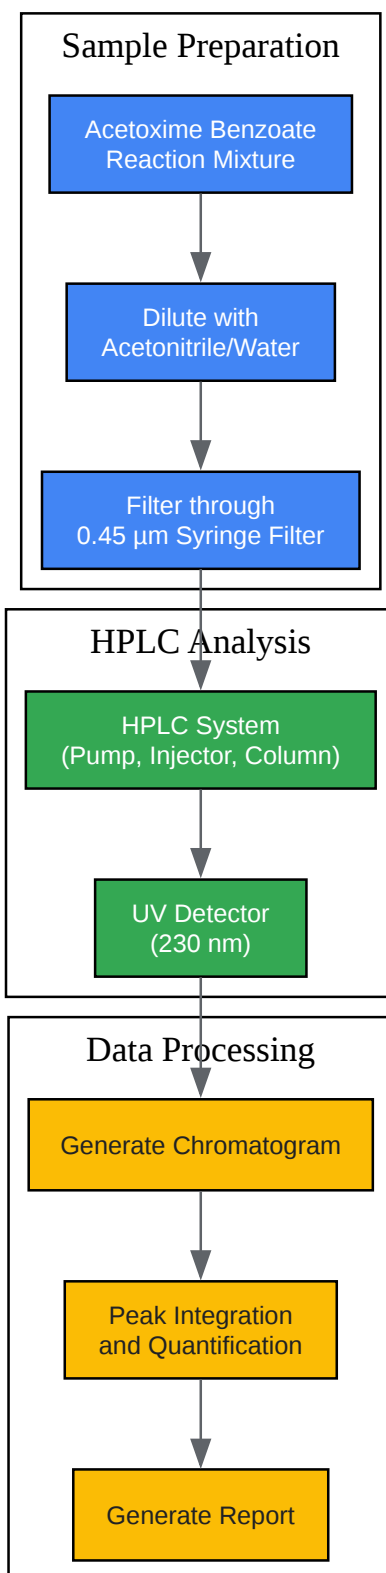 Sample Preparation
Acetoxime Benzoate
Reaction Mixture
Dilute with
Acetonitrile/Water
Filter through
0.45 µm Syringe Filter
HPLC Analysis
HPLC System
(Pump, Injector, Column)
UV Detector
(230 nm)
Data Processing
Generate Chromatogram
Peak Integration
and Quantification
Generate Report